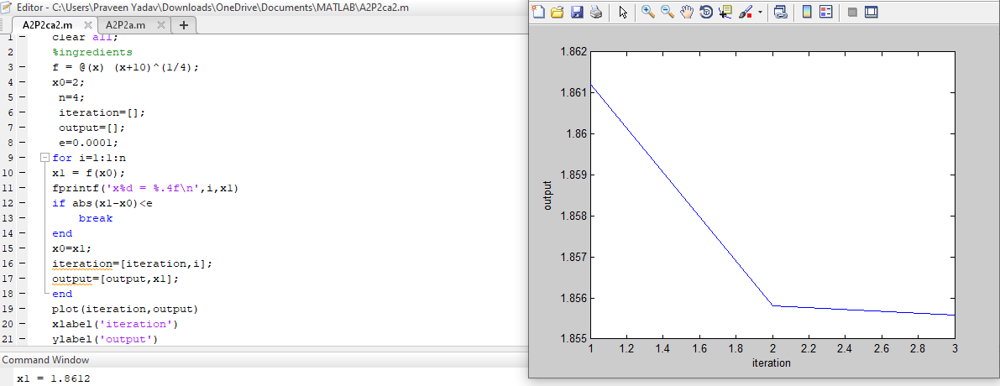 Editor - C:\Users\Praveen Yadav\Downloads\OneDrive\Documents\MATLAB\A2P2ca2.m
A2P2ca2.m
A2P2a.m
1 clear all;
2 %ingredients
3 f = @(x) (x+10)^(1/4);
4 x0=2;
5 n=4;
6 iteration=[];
7 output=[];
8 e=0.0001;
9 for i=1:1:n
10 x1 = f(x0);
11 fprintf('x%d = %.4f\n',i,x1)
12 if abs(x1-x0)<e
13 break
14 end
15 x0=x1;
16 iteration=[iteration,i];
17 output=[output,x1];
18 end
19 plot(iteration,output)
20 xlabel('iteration')
21 ylabel('output')
Command Window
x1 = 1.8612
1.862
1.861
1.86
1.859
1.858
1.857
1.856
1.855
output
1 1.2 1.4 1.6 1.8 2 2.2 2.4 2.6 2.8 3
iteration